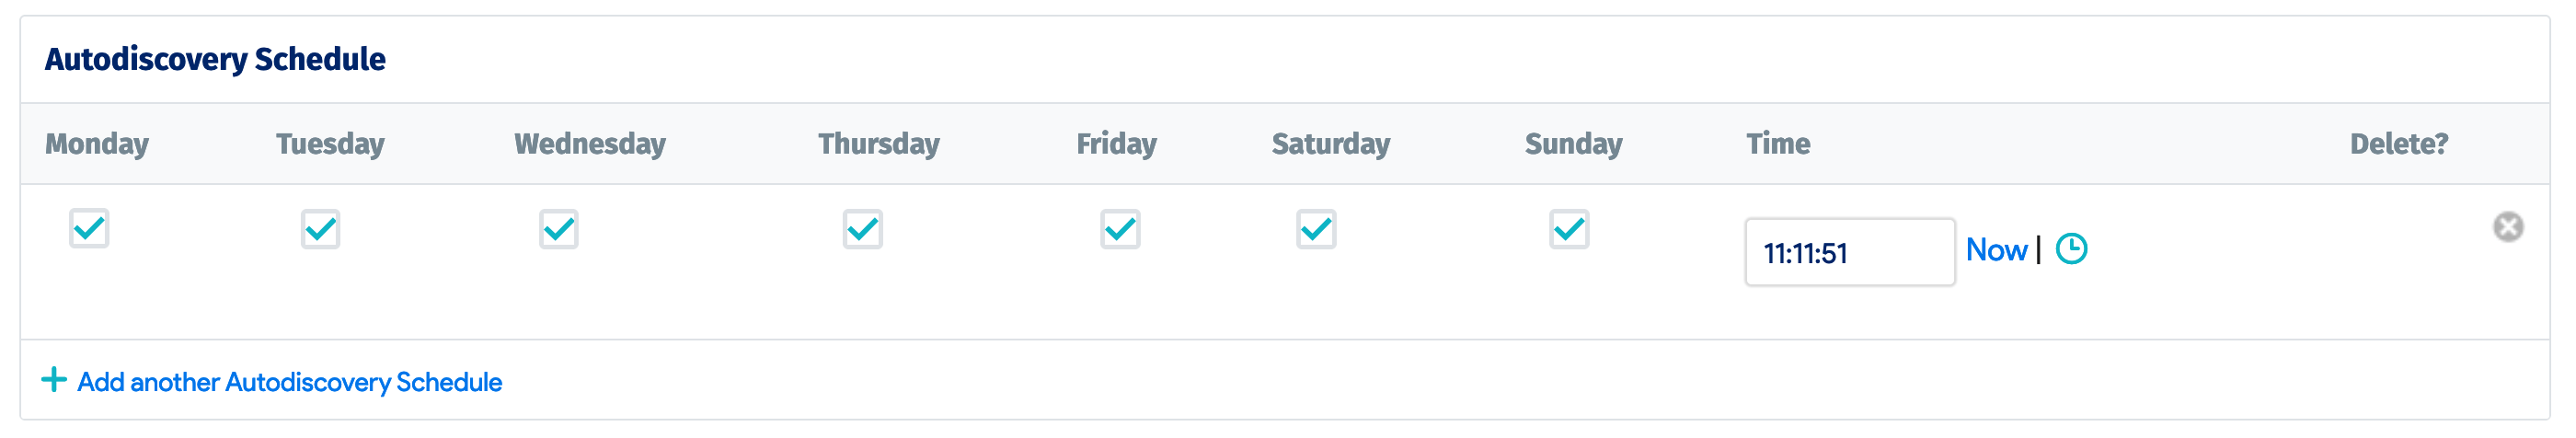 Autodiscovery Schedule
Monday Tuesday Wednesday Thursday Friday Saturday Sunday Time Delete?
11:11:51 Now |
Add another Autodiscovery Schedule